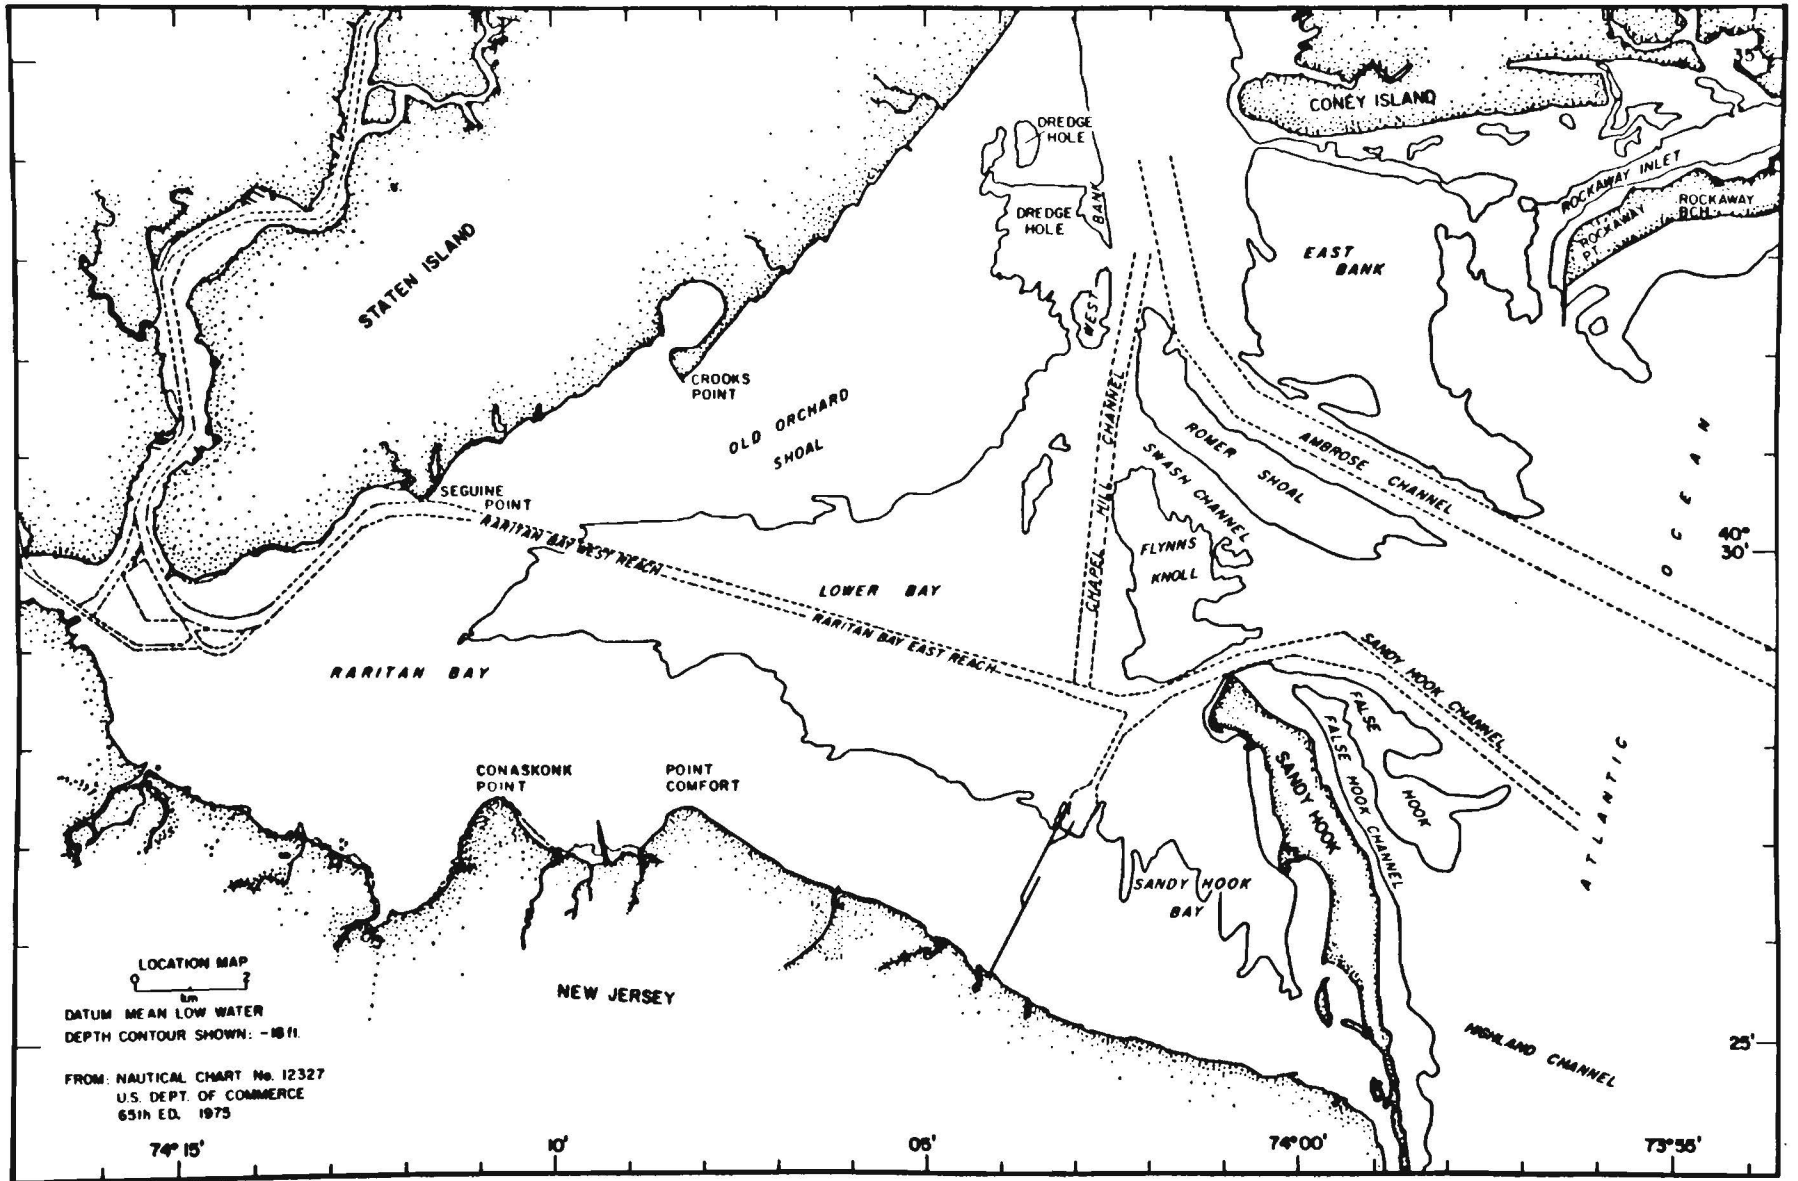 35'
CONEY ISLAND
DREDGE
HOLE
ROCKAWAY INLET
BANK
ROCKAWAY
BCH.
DREDGE
HOLE
ROCKAWAY
PT.
EAST
BANK
STATEN ISLAND
WEST
CROOKS
POINT
OLD ORCHARD
SHOAL
CHAPEL HILL CHANNEL
ROMER
SHOAL
AMBROSE CHANNEL
SWASH CHANNEL
SEGUINE
POINT
RARITAN BAY WEST REACH
FLYNNS
KNOLL
ATLANTIC OCEAN
40°
30'
LOWER BAY
RARITAN BAY EAST REACH
SANDY HOOK CHANNEL
RARITAN BAY
FALSE
HOOK
FALSE HOOK CHANNEL
SANDY HOOK
CONASKONK
POINT
POINT
COMFORT
SANDY HOOK
BAY
LOCATION MAP
0 2
km
NEW JERSEY
DATUM MEAN LOW WATER
DEPTH CONTOUR SHOWN: -18 ft.
HIGHLAND CHANNEL
25'
FROM: NAUTICAL CHART No. 12327
U.S. DEPT. OF COMMERCE
65th ED. 1975
74° 15'
10'
05'
74° 00'
73° 55'